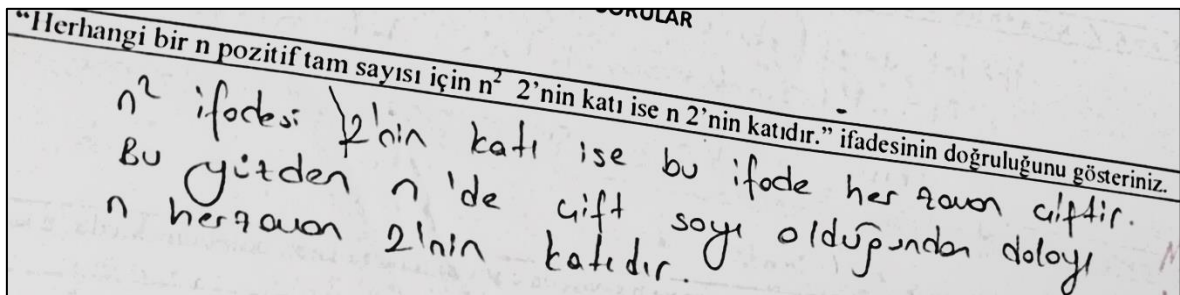 SORULAR
“Herhangi bir n pozitif tam sayısı için n² 2’nin katı ise n 2’nin katıdır.” ifadesinin doğruluğunu gösteriniz.
n² ifadesi 2'nin katı ise bu ifade her zaman çiftir.
Bu yüzden n 'de çift sayı olduğundan dolayı
n her zaman 2'nin katıdır.